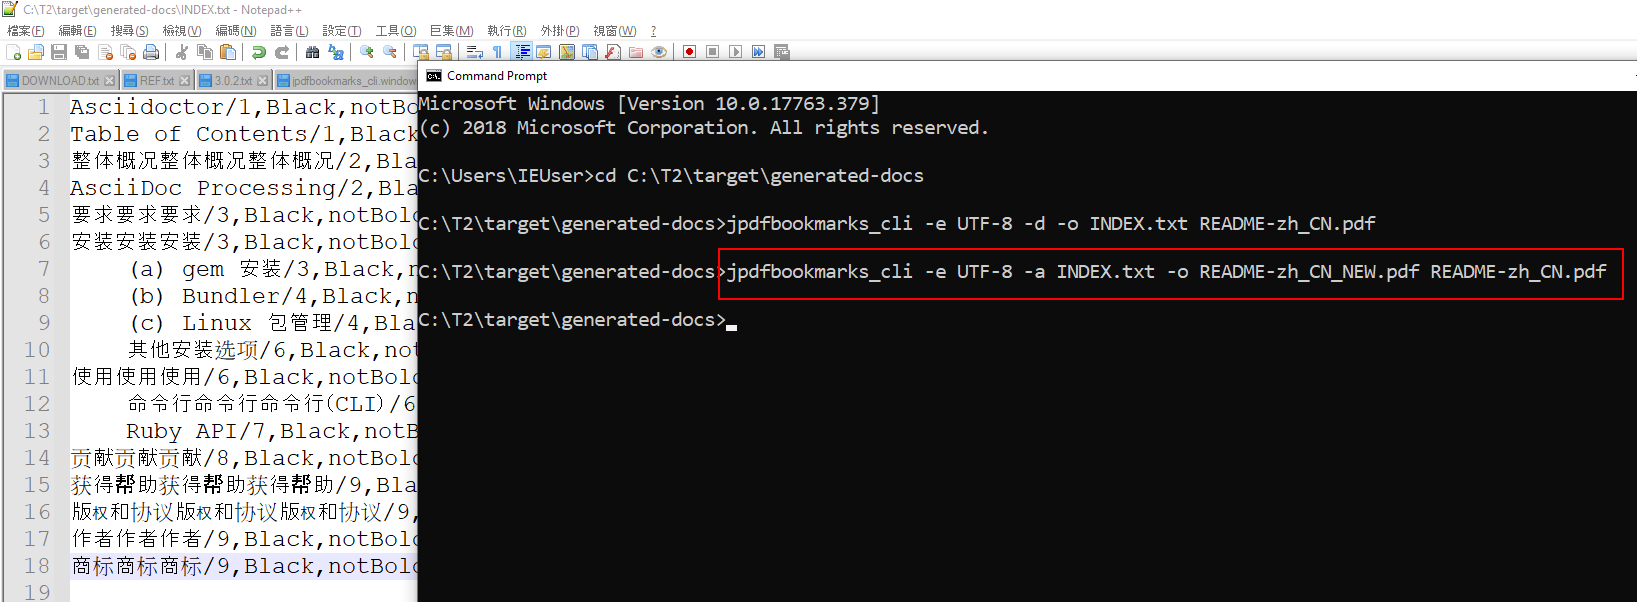 C:\T2\target\generated-docs\INDEX.txt - Notepad++
檔案(F) 編輯(E) 搜尋(S) 檢視(V) 編碼(N) 語言(L) 設定(T) 工具(O) 巨集(M) 執行(R) 外掛(P) 視窗(W) ?
DOWNLOAD.txt REF.txt 3.0.2.txt jpdfbookmarks_cli.window
1 Asciidoctor/1,Black,notBo
2 Table of Contents/1,Black
3 整体概况整体概况整体概况/2,Bla
4 AsciiDoc Processing/2,Bla
5 要求要求要求/3,Black,notBol
6 安装安装安装/3,Black,notBol
7 (a) gem 安装/3,Black,n
8 (b) Bundler/4,Black,n
9 (c) Linux 包管理/4,Bla
10 其他安装选项/6,Black,not
11 使用使用使用/6,Black,notBol
12 命令行命令行命令行(CLI)/6
13 Ruby API/7,Black,notB
14 贡献贡献贡献/8,Black,notBol
15 获得帮助获得帮助获得帮助/9,Bla
16 版权和协议版权和协议版权和协议/9,
17 作者作者作者/9,Black,notBol
18 商标商标商标/9,Black,notBol
19
Command Prompt
Microsoft Windows [Version 10.0.17763.379]
(c) 2018 Microsoft Corporation. All rights reserved.
C:\Users\IEUser>cd C:\T2\target\generated-docs
C:\T2\target\generated-docs>jpdfbookmarks_cli -e UTF-8 -d -o INDEX.txt README-zh_CN.pdf
C:\T2\target\generated-docs>jpdfbookmarks_cli -e UTF-8 -a INDEX.txt -o README-zh_CN_NEW.pdf README-zh_CN.pdf
C:\T2\target\generated-docs>